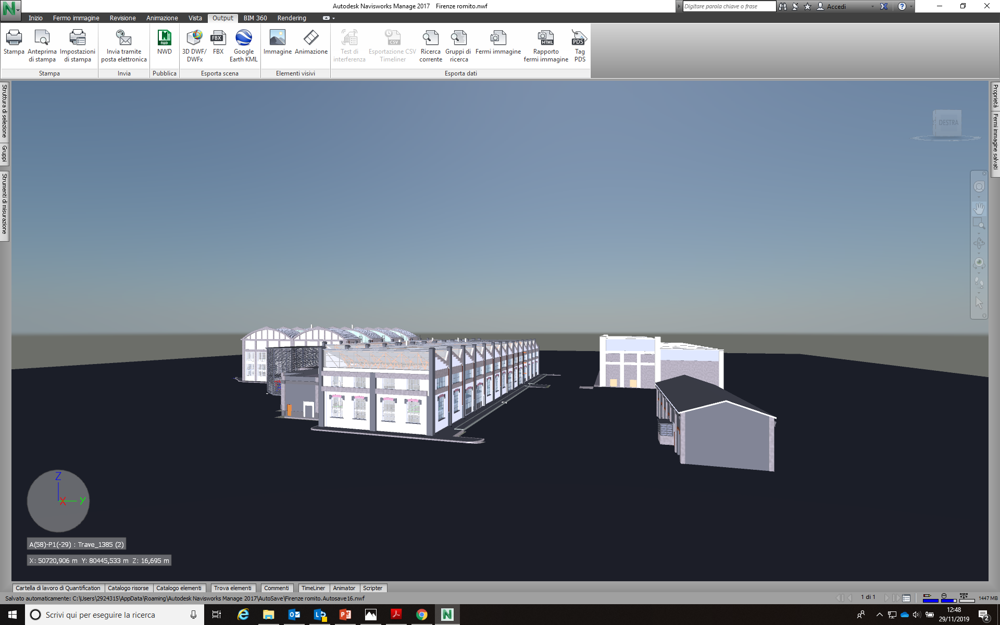 Autodesk Navisworks Manage 2017 Firenze romito.nwf
Digitare parola chiave o frase
Accedi
Inizio Fermo immagine Revisione Animazione Vista Output BIM 360 Rendering
Stampa
Anteprima
di stampa
Impostazioni
di stampa
Invia tramite
posta elettronica
NWD
NWD
3D DWF/
DWFx
FBX
FBX
Google
Earth KML
Immagine
Animazione
Test di
interferenza
CSV
Esportazione CSV
Timeliner
Ricerca
corrente
Gruppi di
ricerca
Fermi immagine
HTML
Rapporto
fermi immagine
PDS
Tag
PDS
Stampa
Invia
Pubblica
Esporta scena
Elementi visivi
Esporta dati
Struttura di selezione
Gruppi
Strumenti di misurazione
Proprietà
Fermi immagine salvati
DESTRA
Z
X
Y
A(58)-P1(-29) : Trave_1385 (2)
X: 50720,906 m Y: 80445,533 m Z: 16,695 m
Cartella di lavoro di Quantification Catalogo risorse Catalogo elementi Trova elementi Commenti TimeLiner Animator Scripter
Salvato automaticamente: C:\Users\2924315\AppData\Roaming\Autodesk Navisworks Manage 2017\AutoSave\Firenze romito.Autosave16.nwf
1 di 1
1447 MB
Scrivi qui per eseguire la ricerca
12:48
29/11/2019
2